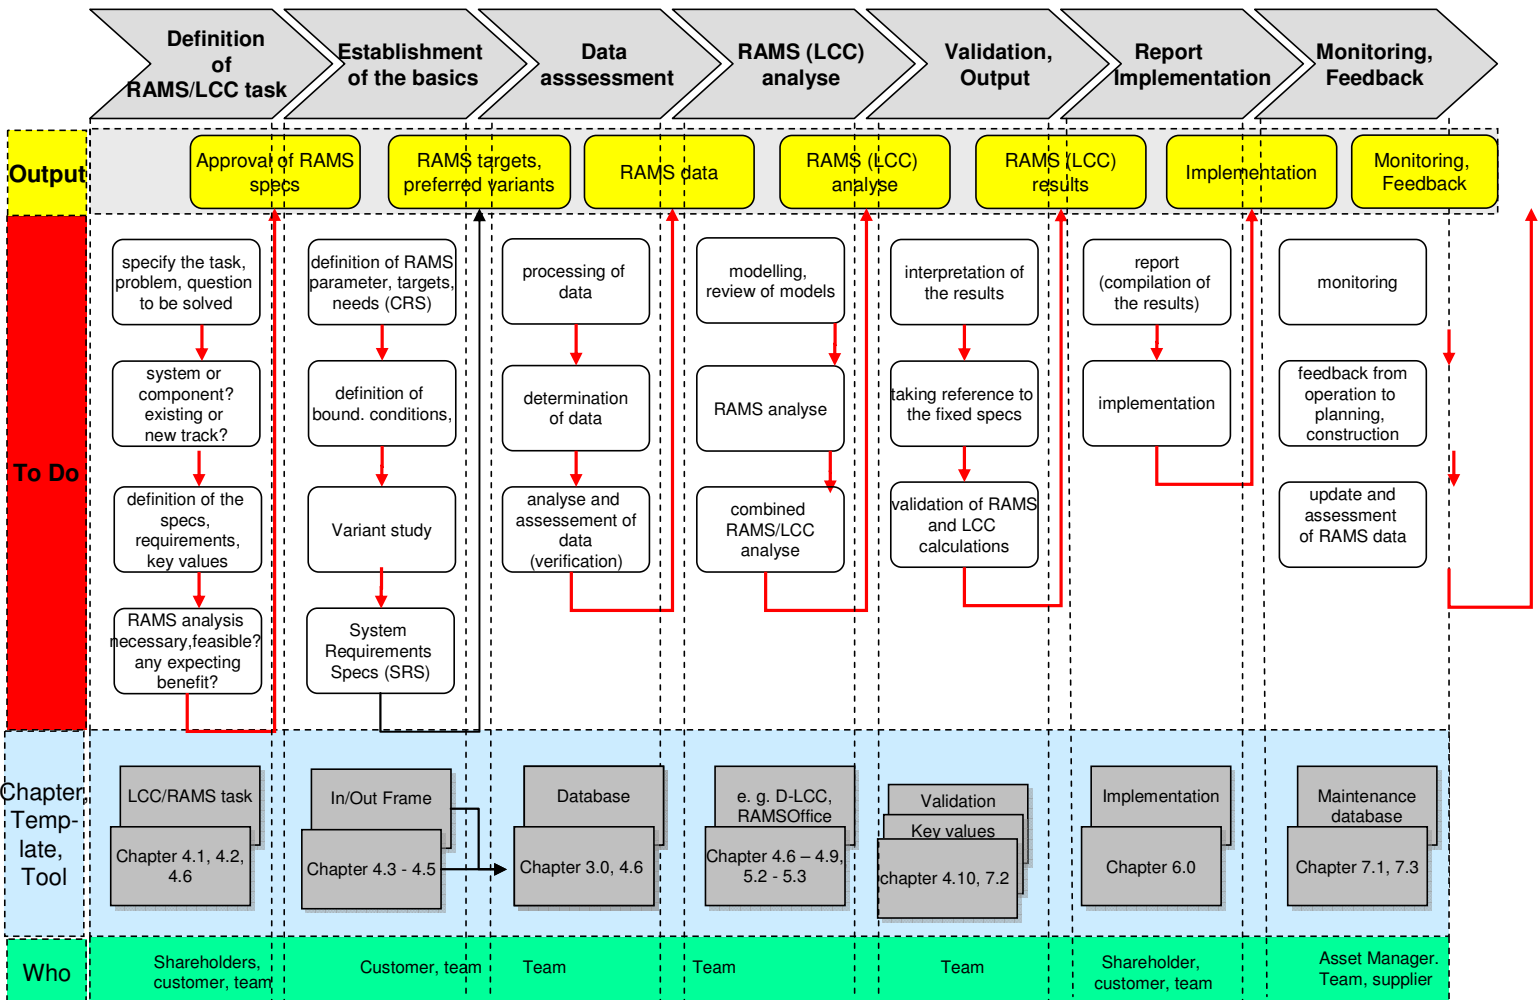 Definition
of
RAMS/LCC task
Establishment
of the basics
Data
asssessment
RAMS (LCC)
analyse
Validation,
Output
Report
Implementation
Monitoring,
Feedback
Output
Approval of RAMS
specs
RAMS targets,
preferred variants
RAMS data
RAMS (LCC)
analyse
RAMS (LCC)
results
Implementation
Monitoring,
Feedback
To Do
specify the task,
problem, question
to be solved
system or
component?
existing or
new track?
definition of the
specs,
requirements,
key values
RAMS analysis
necessary,feasible?
any expecting
benefit?
definition of RAMS
parameter, targets,
needs (CRS)
definition of
bound. conditions,
Variant study
System
Requirements
Specs (SRS)
processing of
data
determination
of data
analyse and
assessement of
data
(verification)
modelling,
review of models
RAMS analyse
combined
RAMS/LCC
analyse
interpretation of
the results
taking reference to
the fixed specs
validation of RAMS
and LCC
calculations
report
(compilation of
the results)
implementation
monitoring
feedback from
operation to
planning,
construction
update and
assessment
of RAMS data
Chapter,
Temp-
late,
Tool
LCC/RAMS task
Chapter 4.1, 4.2,
4.6
In/Out Frame
Chapter 4.3 - 4.5
Database
Chapter 3.0, 4.6
e. g. D-LCC,
RAMSOffice
Chapter 4.6 – 4.9,
5.2 - 5.3
Validation
Key values
chapter 4.10, 7.2
Implementation
Chapter 6.0
Maintenance
database
Chapter 7.1, 7.3
Who
Shareholders,
customer, team
Customer, team
Team
Team
Team
Shareholder,
customer, team
Asset Manager.
Team, supplier